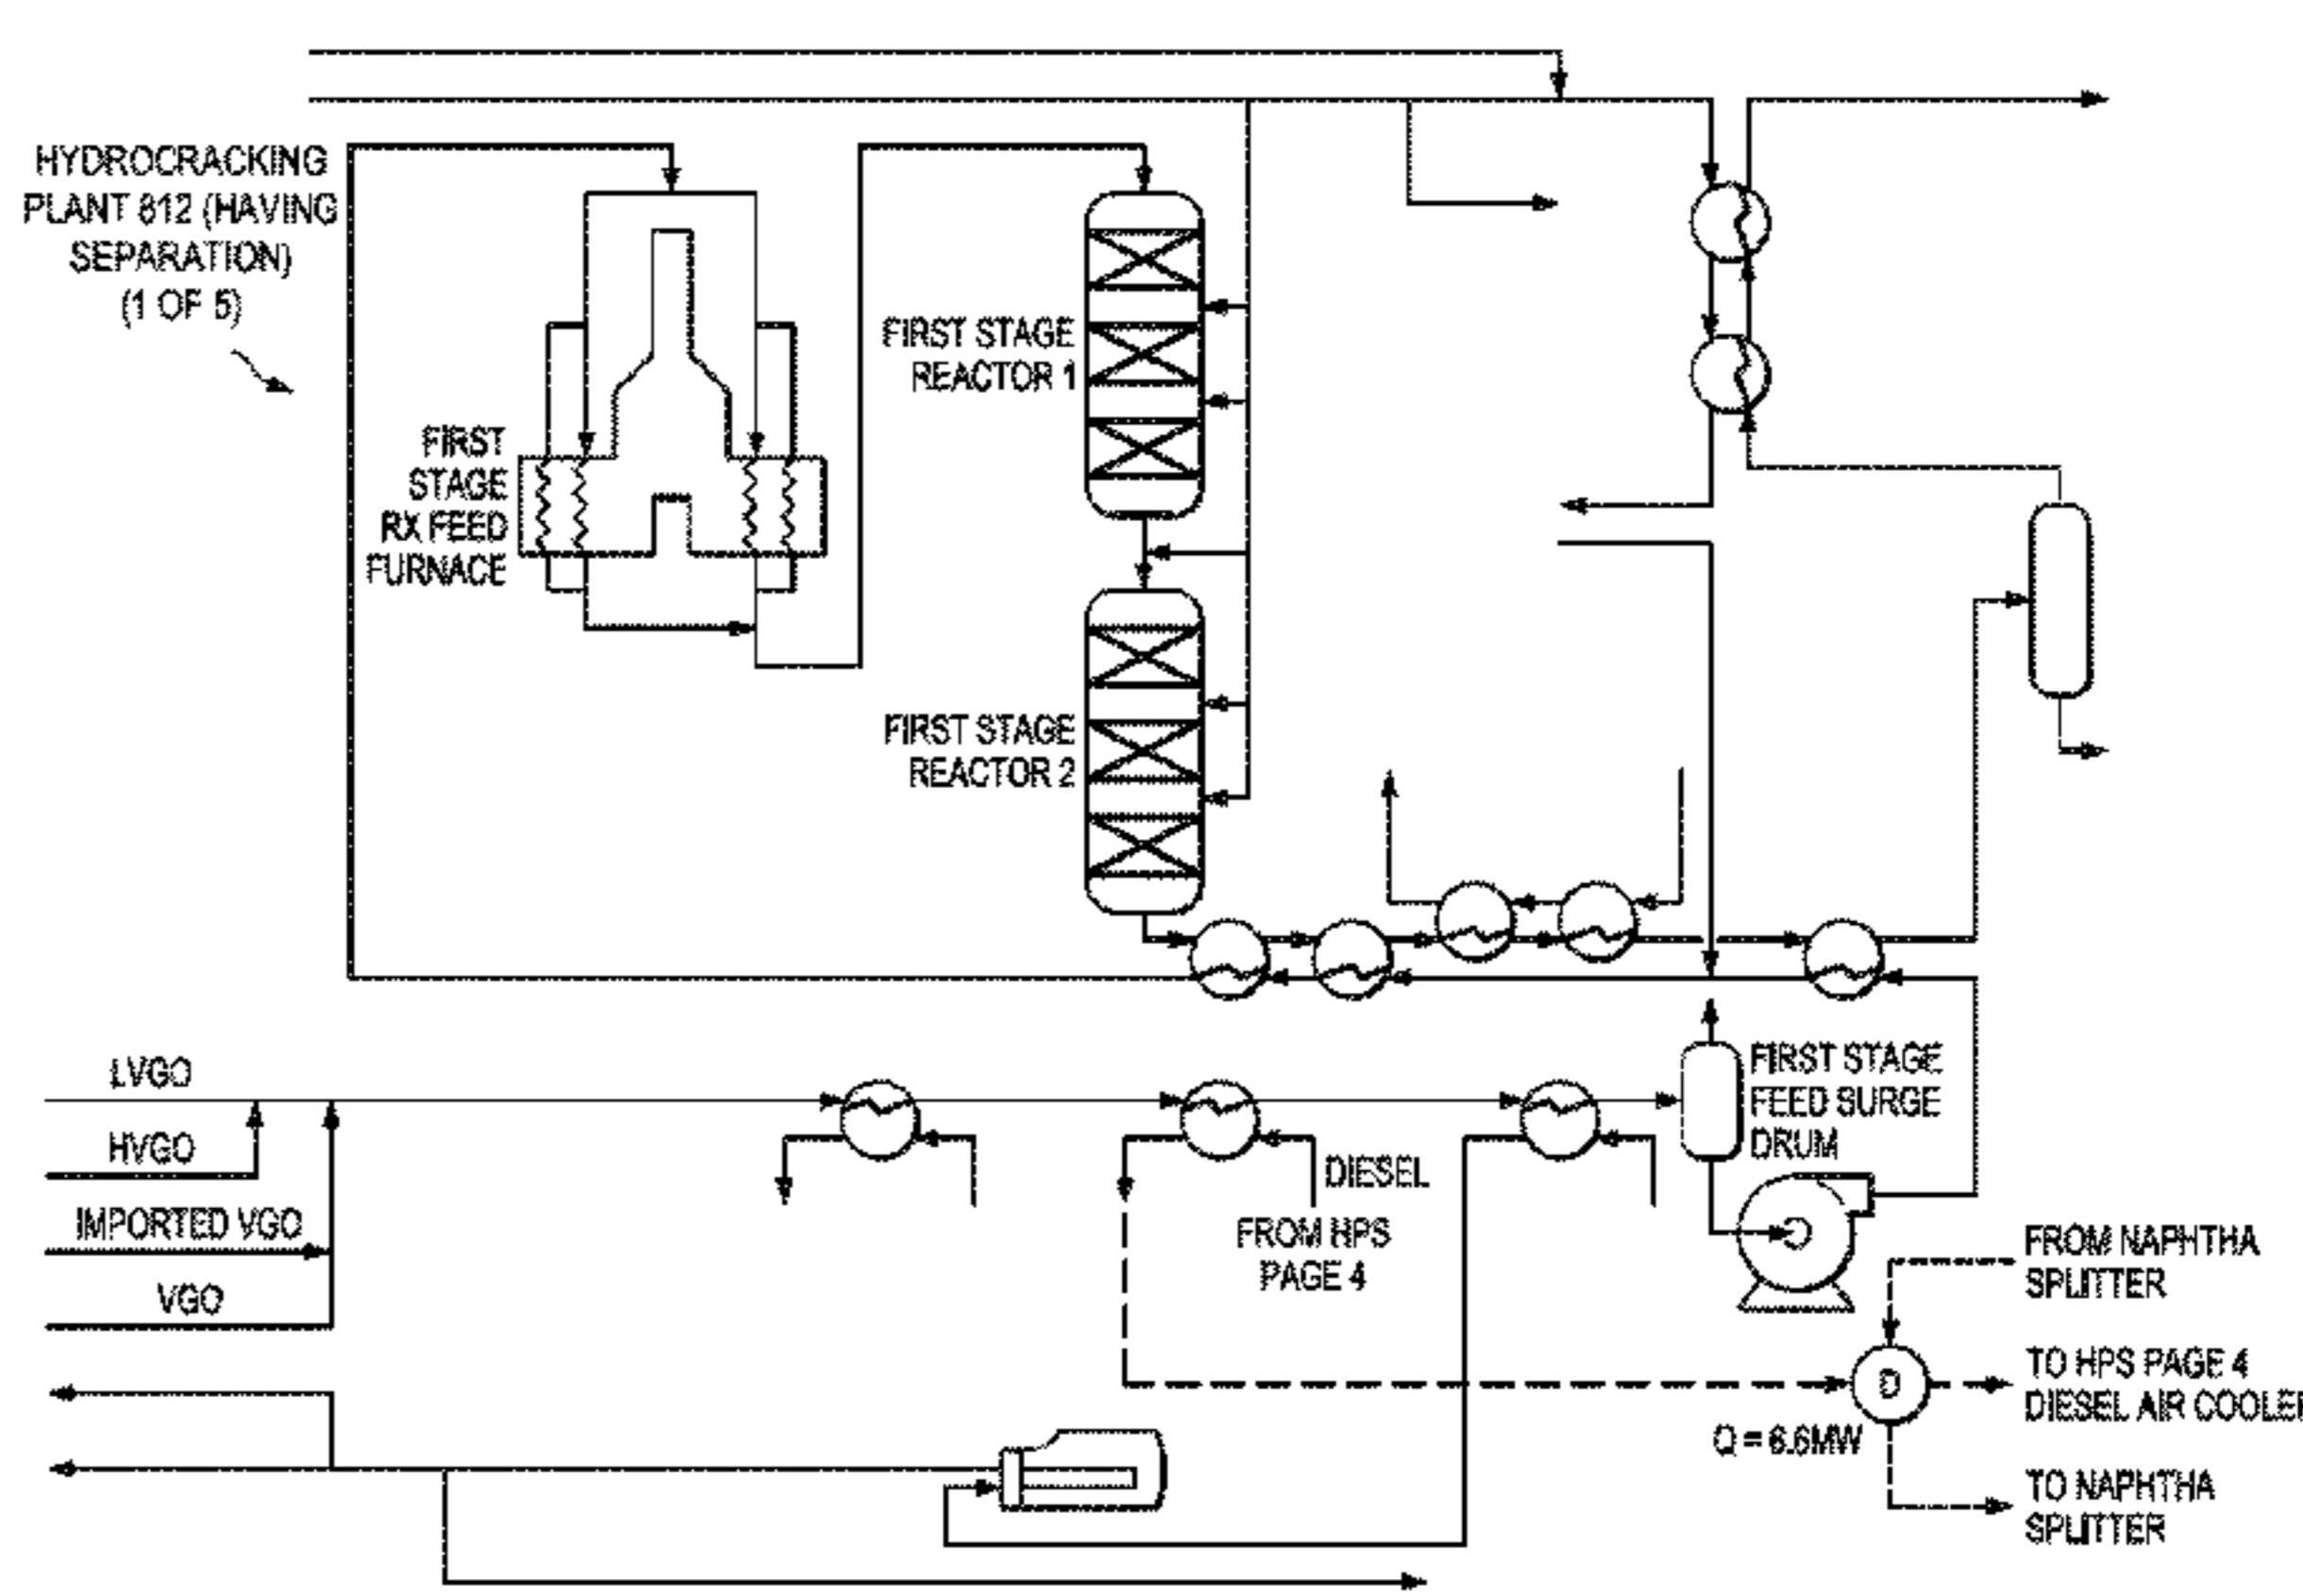 HYDROCRACKING
PLANT 812 (HAVING
SEPARATION)
(1 OF 5)
FIRST
STAGE
RX FEED
FURNACE
FIRST STAGE
REACTOR 1
FIRST STAGE
REACTOR 2
LVGO
HVGO
IMPORTED VGO
VGO
DIESEL
FROM HPS
PAGE 4
FIRST STAGE
FEED SURGE
DRUM
FROM NAPHTHA
SPLITTER
D
Q = 6.6MW
TO HPS PAGE 4
DIESEL AIR COOLER
TO NAPHTHA
SPLITTER